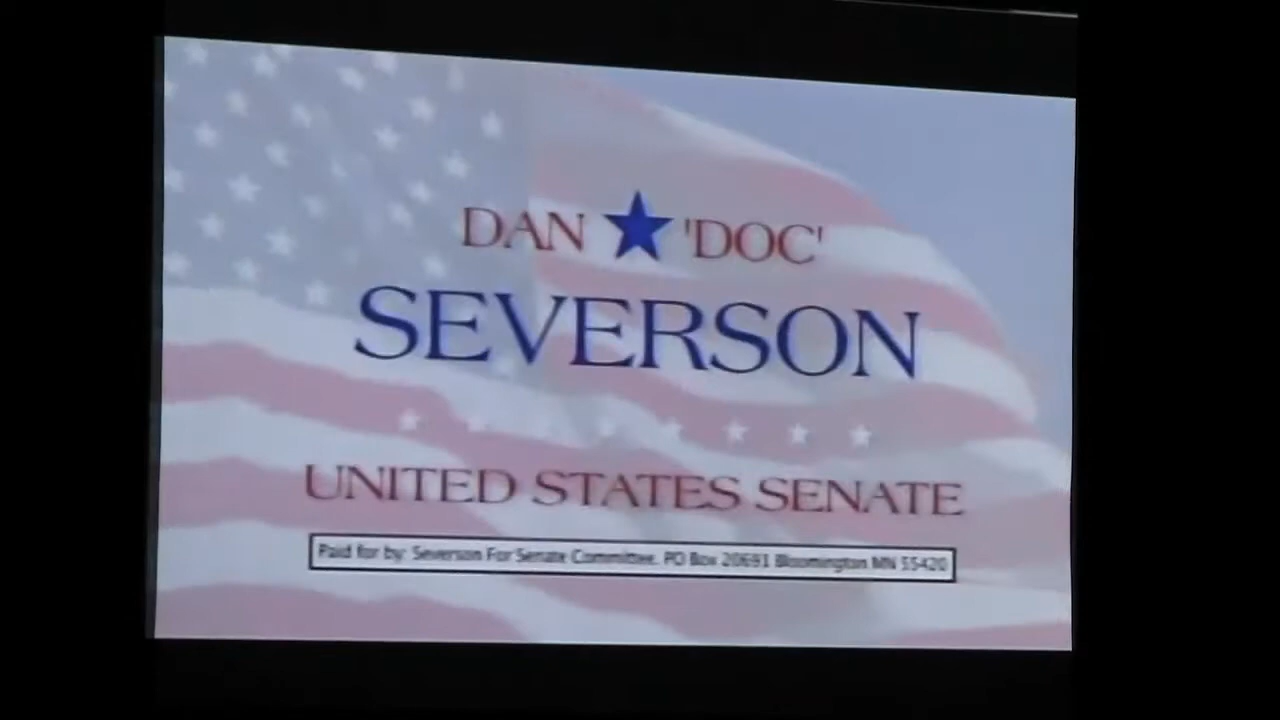 DAN 'DOC'
SEVERSON
UNITED STATES SENATE
Paid for by: Severson For Senate Committee. PO Box 20691 Bloomington MN 55420